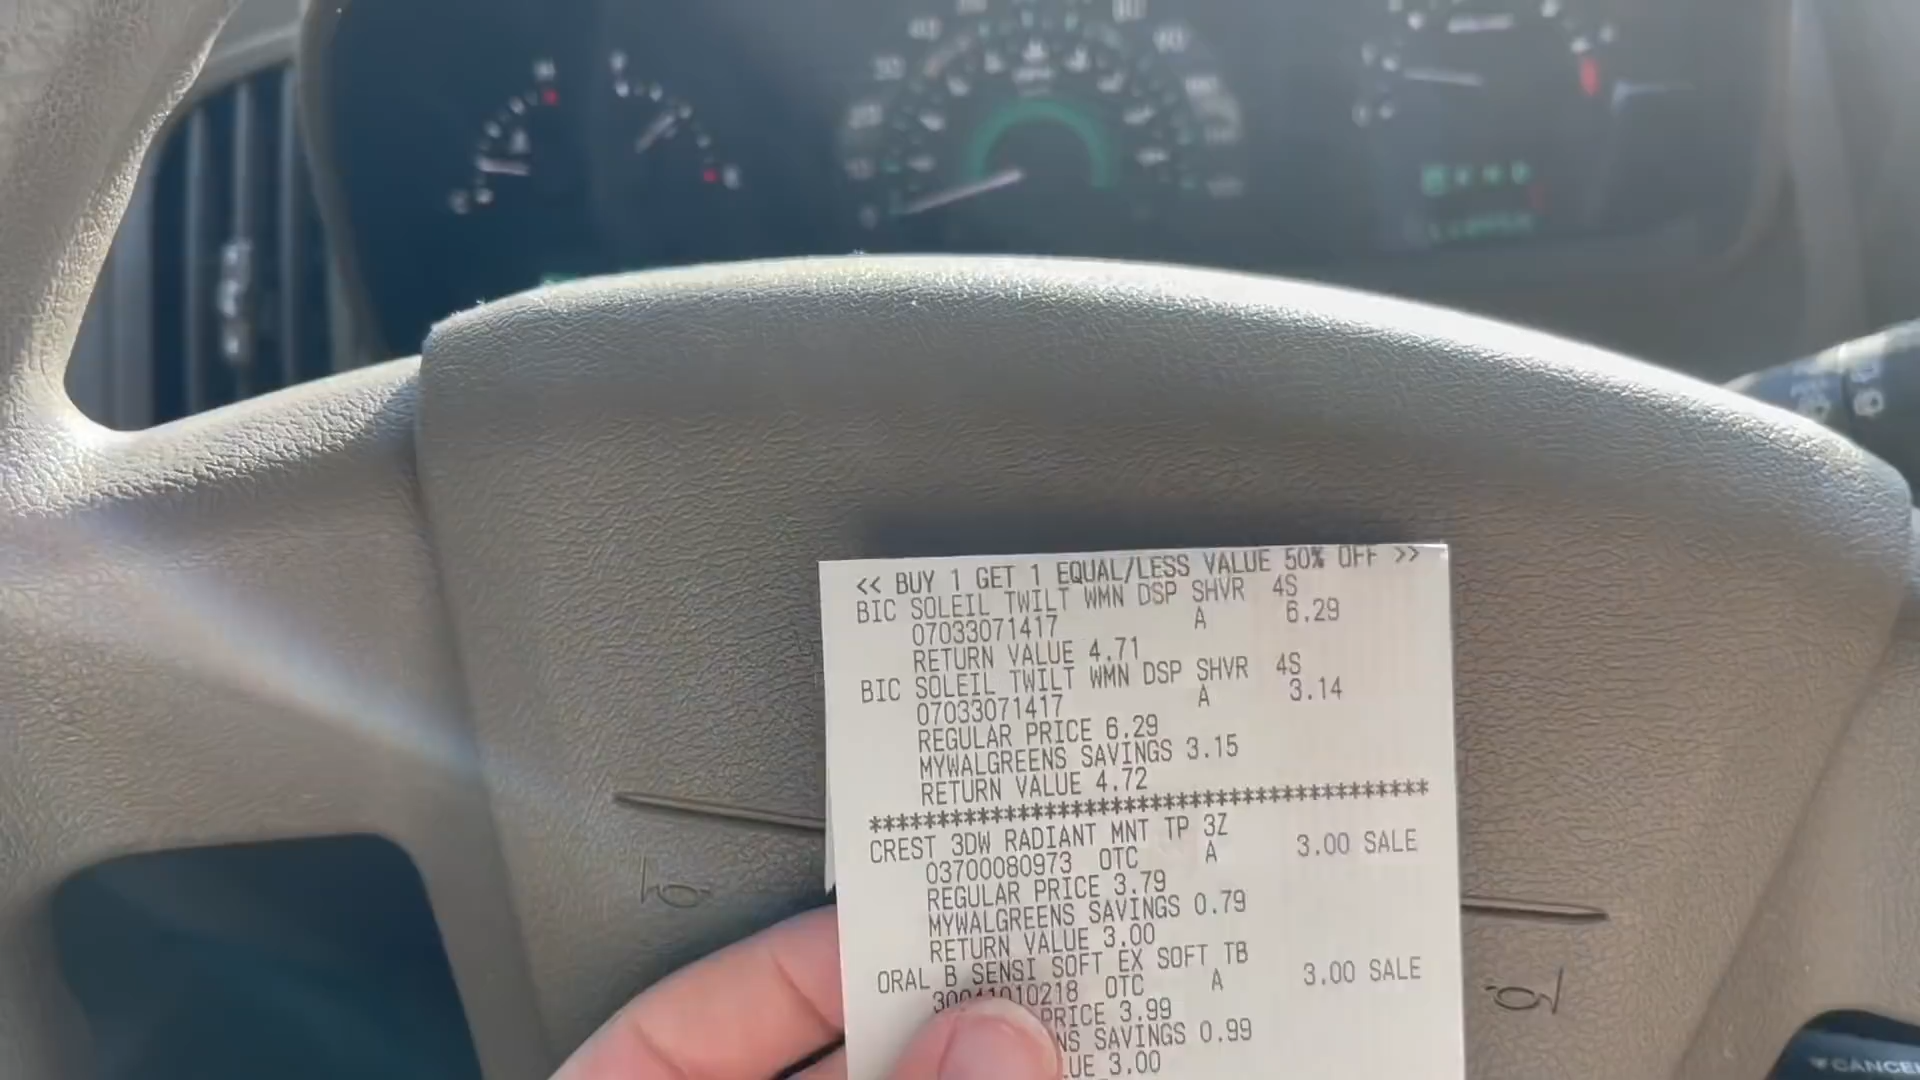 << BUY 1 GET 1 EQUAL/LESS VALUE 50% OFF >>
BIC SOLEIL TWILT WMN DSP SHVR 4S
07033071417 A 6.29
RETURN VALUE 4.71
BIC SOLEIL TWILT WMN DSP SHVR 4S
07033071417 A 3.14
REGULAR PRICE 6.29
MYWALGREENS SAVINGS 3.15
RETURN VALUE 4.72
****************************************
CREST 3DW RADIANT MNT TP 3Z
03700080973 OTC A 3.00 SALE
REGULAR PRICE 3.79
MYWALGREENS SAVINGS 0.79
RETURN VALUE 3.00
ORAL B SENSI SOFT EX SOFT TB
30041010218 OTC A 3.00 SALE
PRICE 3.99
NS SAVINGS 0.99
LUE 3.00
CANCEL